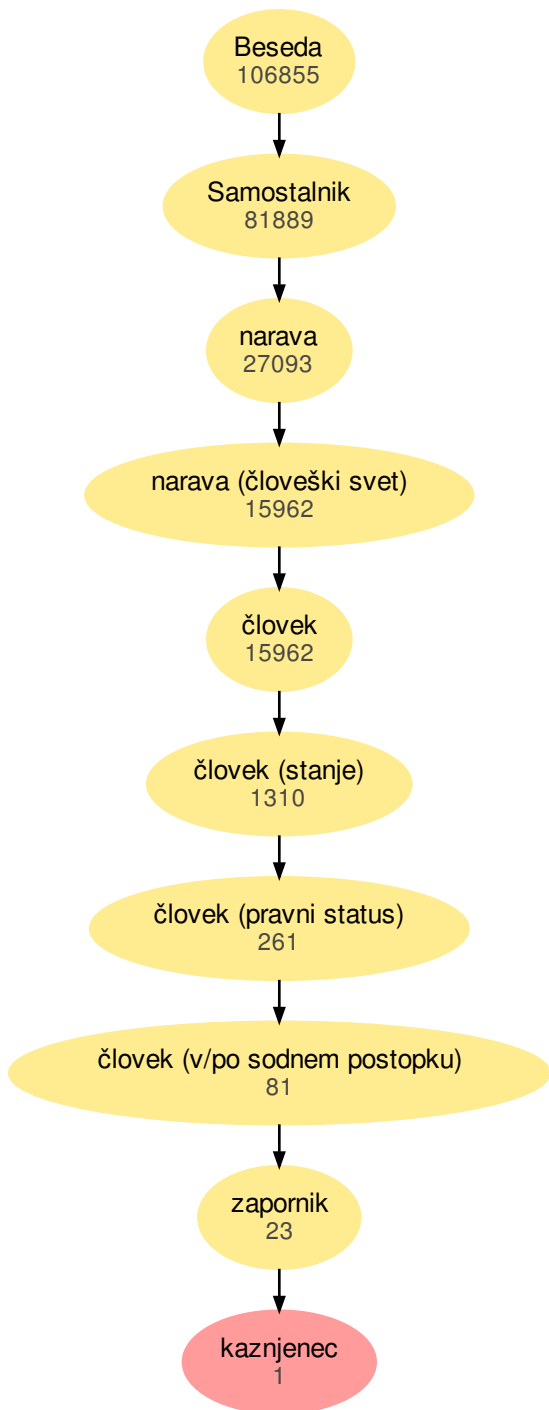 Beseda
106855
Samostalnik
81889
narava
27093
narava (človeški svet)
15962
človek
15962
človek (stanje)
1310
človek (pravni status)
261
človek (v/po sodnem postopku)
81
zapornik
23
kaznjenec
1